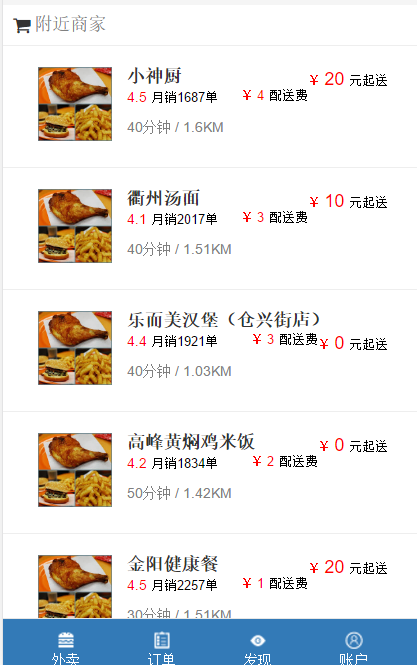 附近商家
小神厨
¥ 20 元起送
4.5 月销1687单 ¥ 4 配送费
40分钟 / 1.6KM
衢州汤面
¥ 10 元起送
4.1 月销2017单 ¥ 3 配送费
40分钟 / 1.51KM
乐而美汉堡（仓兴街店）
4.4 月销1921单 ¥ 3 配送费 ¥ 0 元起送
40分钟 / 1.03KM
高峰黄焖鸡米饭
¥ 0 元起送
4.2 月销1834单 ¥ 2 配送费
50分钟 / 1.42KM
金阳健康餐
¥ 20 元起送
4.5 月销2257单 ¥ 1 配送费
30分钟 / 1.51KM
外卖 订单 发现 账户